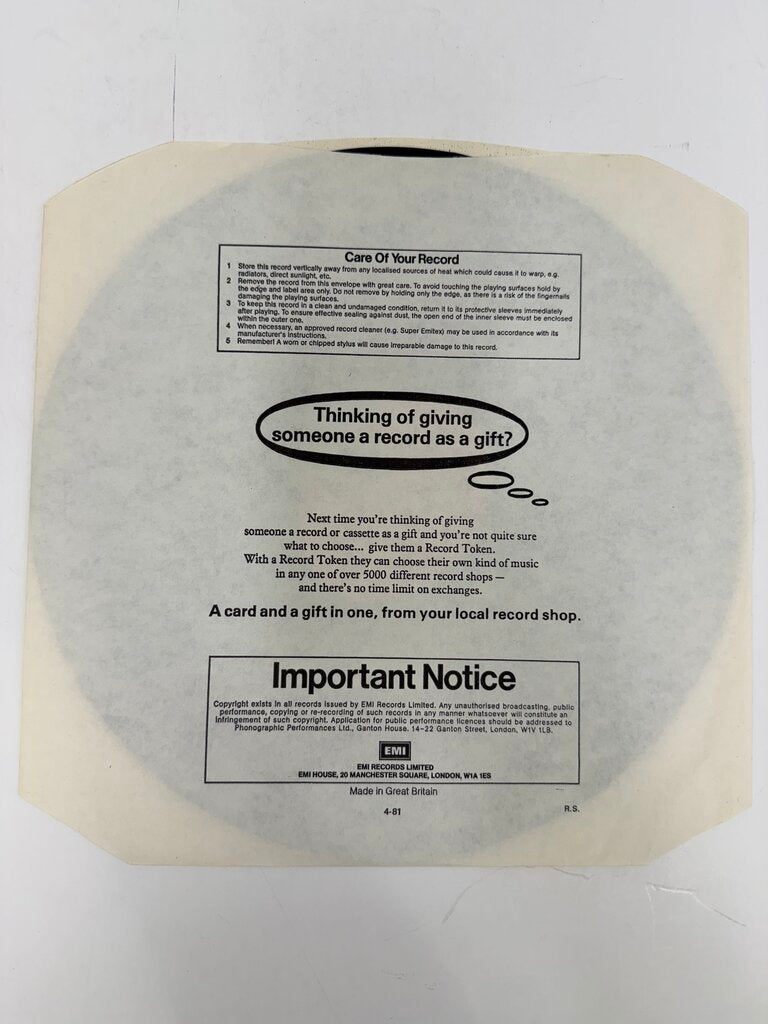 Care Of Your Record
1 Store this record vertically away from any localised sources of heat which could cause it to warp, e.g.
radiators, direct sunlight, etc.
2 Remove the record from this envelope with great care. To avoid touching the playing surfaces hold by
the edge and label area only. Do not remove by holding only the edge, as there is a risk of the fingernails
damaging the playing surfaces.
3 To keep this record in a clean and undamaged condition, return it to its protective sleeves immediately
after playing. To ensure effective sealing against dust, the open end of the inner sleeve must be enclosed
within the outer one.
4 When necessary, an approved record cleaner (e.g. Super Emitex) may be used in accordance with its
manufacturer's instructions.
5 Remember! A worn or chipped stylus will cause irreparable damage to this record.
Thinking of giving
someone a record as a gift?
Next time you're thinking of giving
someone a record or cassette as a gift and you're not quite sure
what to choose... give them a Record Token.
With a Record Token they can choose their own kind of music
in any one of over 5000 different record shops —
and there's no time limit on exchanges.
A card and a gift in one, from your local record shop.
Important Notice
Copyright exists in all records issued by EMI Records Limited. Any unauthorised broadcasting, public
performance, copying or re-recording of such records in any manner whatsoever will constitute an
infringement of such copyright. Application for public performance licences should be addressed to
Phonographic Performances Ltd., Ganton House, 14-22 Ganton Street, London, W1V 1LB.
EMI
EMI RECORDS LIMITED
EMI HOUSE, 20 MANCHESTER SQUARE, LONDON, W1A 1ES
Made in Great Britain
4-81 R.S.